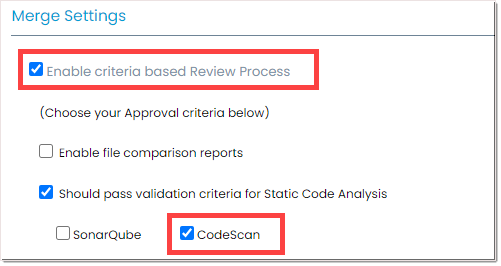 Merge Settings
Enable criteria based Review Process
(Choose your Approval criteria below)
Enable file comparison reports
Should pass validation criteria for Static Code Analysis
SonarQube CodeScan